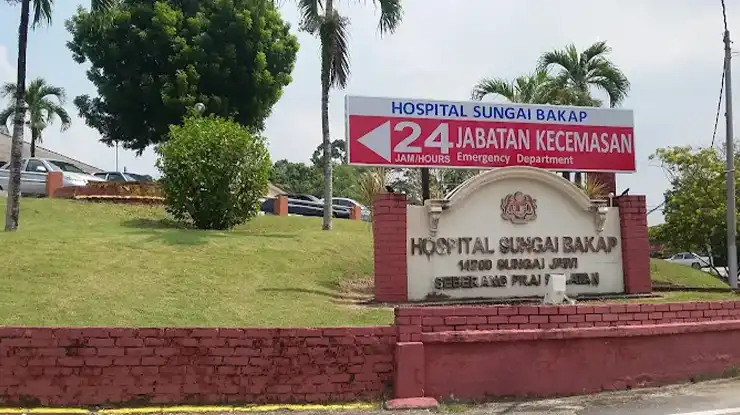 HOSPITAL SUNGAI BAKAP
24 JAM/HOURS
JABATAN KECEMASAN
Emergency Department
HOSPITAL SUNGAI BAKAP
14200 SUNGAI JAWI
SEBERANG PRAI SELATAN